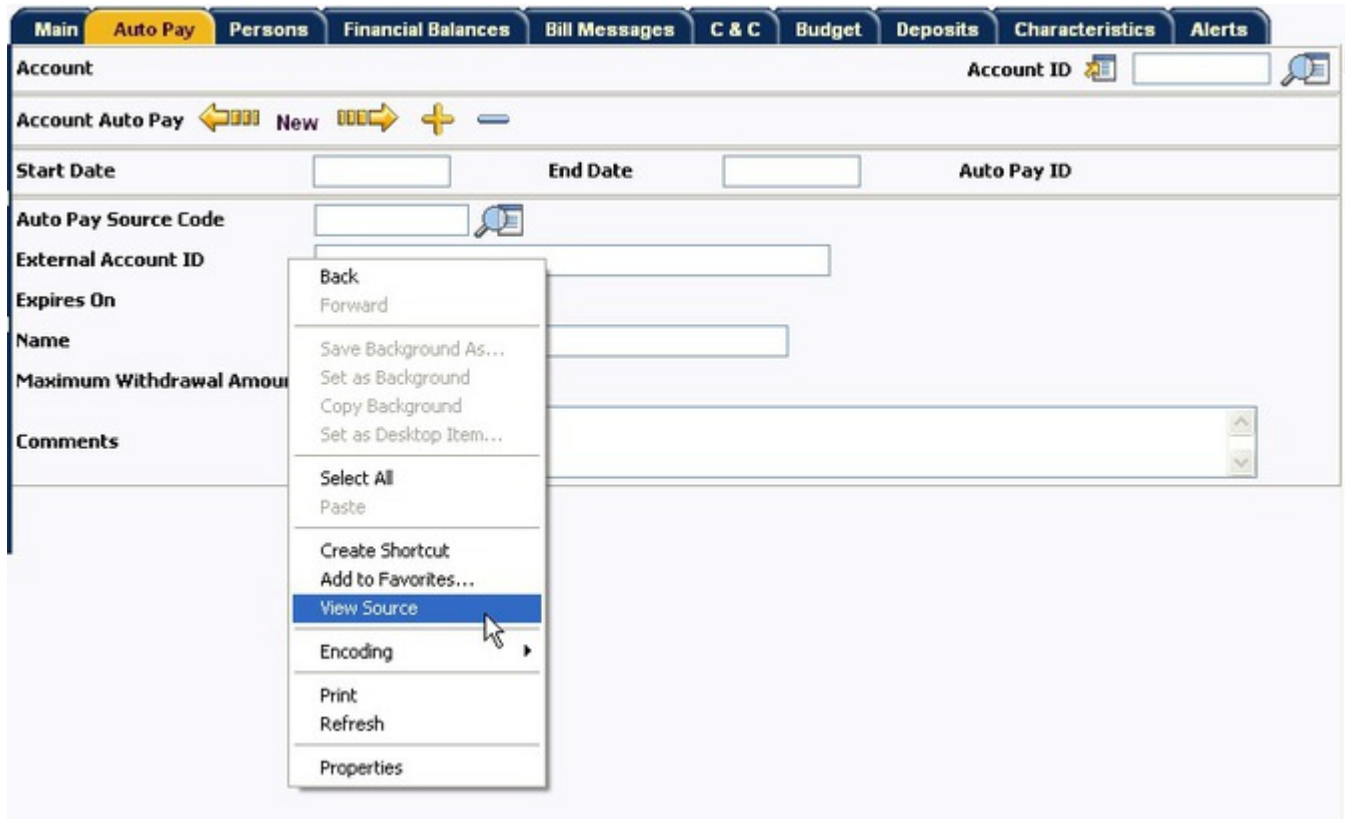 Main Auto Pay Persons Financial Balances Bill Messages C & C Budget Deposits Characteristics Alerts
Account Account ID
Account Auto Pay New
Start Date End Date Auto Pay ID
Auto Pay Source Code
External Account ID
Expires On
Name
Maximum Withdrawal Amou
Comments
Back
Forward
Save Background As...
Set as Background
Copy Background
Set as Desktop Item...
Select All
Paste
Create Shortcut
Add to Favorites...
View Source
Encoding
Print
Refresh
Properties